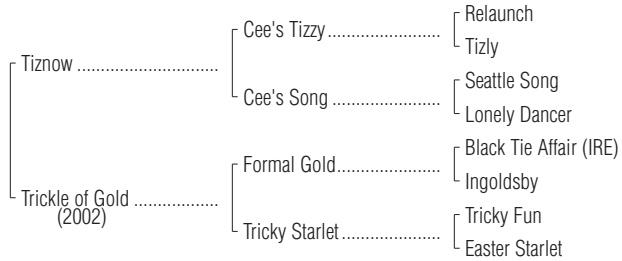 Relaunch
Cee's Tizzy
Tizly
Tiznow
Seattle Song
Cee's Song
Lonely Dancer
Black Tie Affair (IRE)
Formal Gold
Ingoldsby
Trickle of Gold
(2002)
Tricky Fun
Tricky Starlet
Easter Starlet